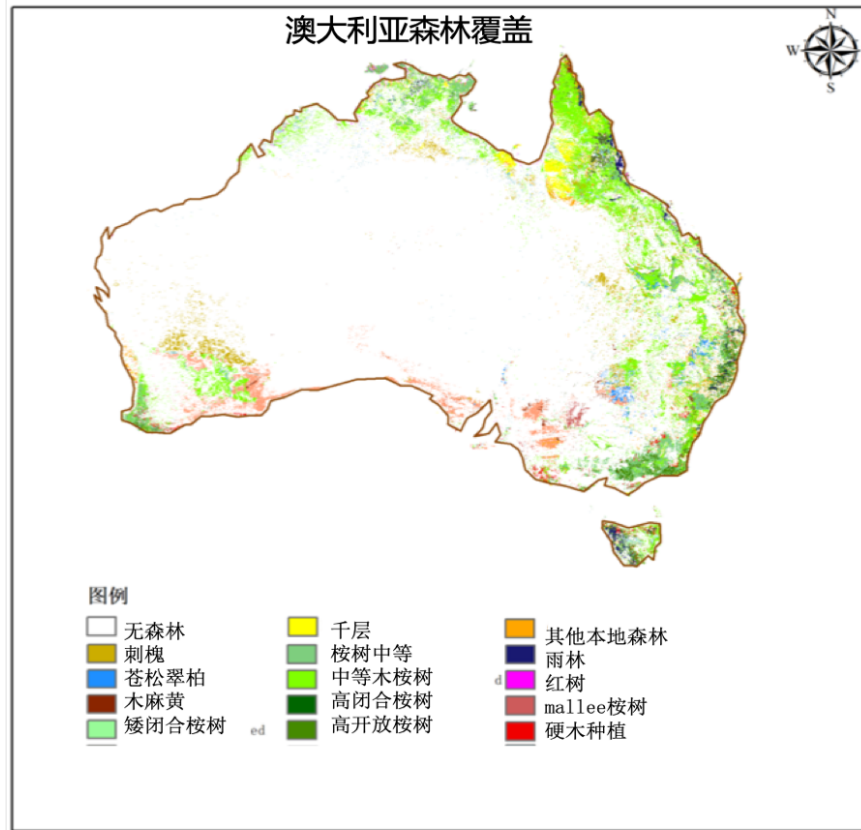 澳大利亚森林覆盖
N
W
S
图例
无森林
千层
其他本地森林
刺槐
桉树中等
雨林
苍松翠柏
中等木桉树
d
红树
木麻黄
高闭合桉树
mallee桉树
矮闭合桉树
ed
高开放桉树
硬木种植